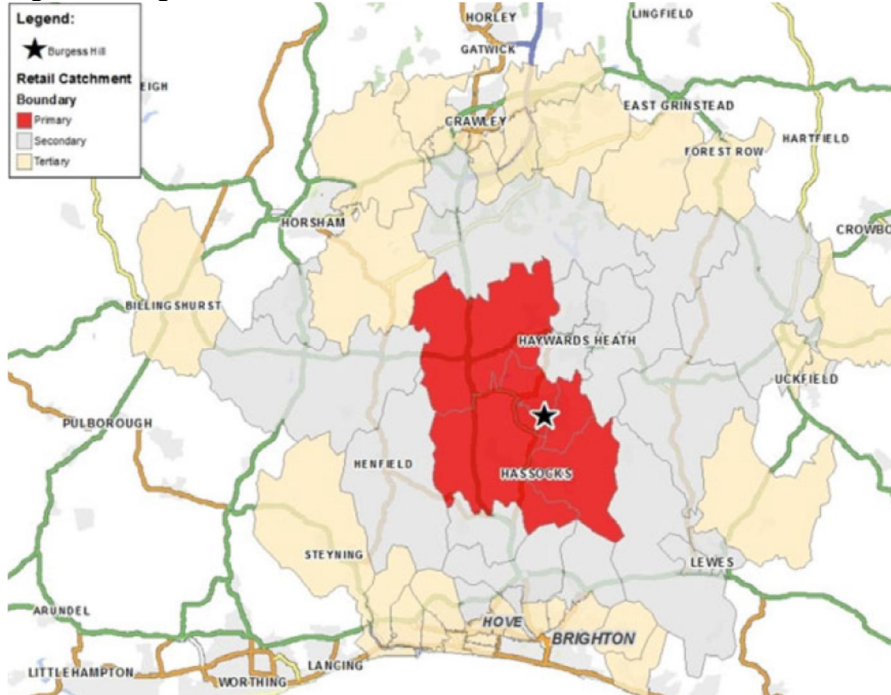 Legend:
Burgess Hill
Retail Catchment
Boundary
Primary
Secondary
Tertiary
HORLEY
LINGFIELD
GATWICK
EAST GRINSTEAD
CRAWLEY
HARTFIELD
FOREST ROW
HORSHAM
CROWBO
BILLINGSHURST
HAYWARDS HEATH
UCKFIELD
PULBOROUGH
HENFIELD
HASSOCKS
STEYNING
LEWES
ARUNDEL
HOVE
BRIGHTON
LANCING
LITTLEHAMPTON
WORTHING